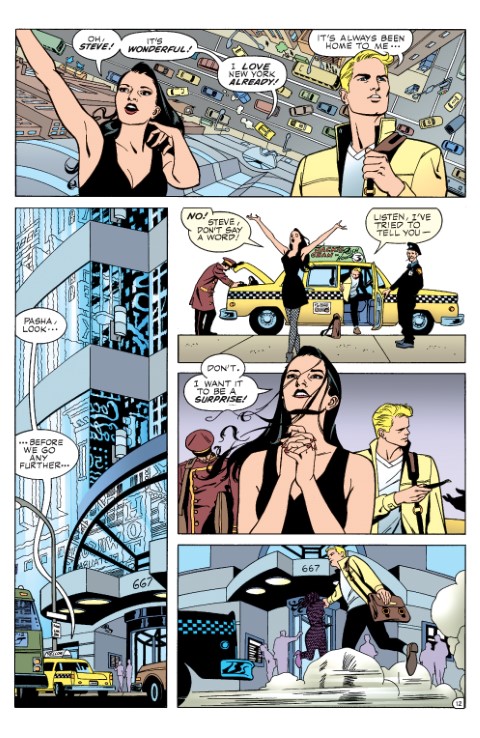 OH,
STEVE!
IT'S
WONDERFUL!
I LOVE
NEW YORK
ALREADY!
IT'S ALWAYS BEEN
HOME TO ME...
PASHA,
LOOK...
...BEFORE
WE GO
ANY
FURTHER...
667
NO!
STEVE,
DON'T SAY
A WORD!
LISTEN, I'VE
TRIED TO
TELL YOU—
DON'T.
I WANT IT
TO BE A
SURPRISE!
667
12